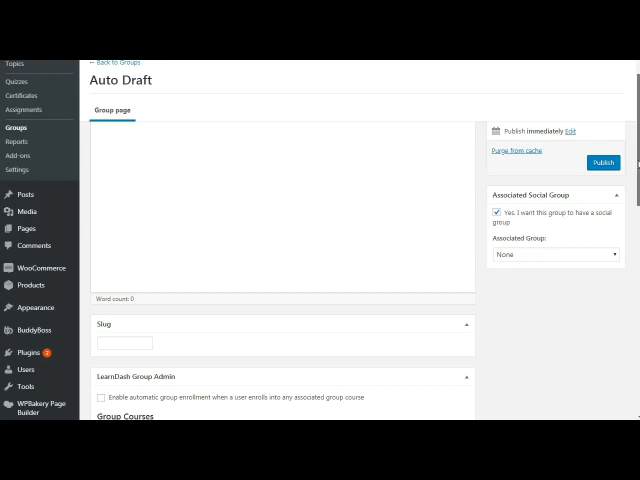 Topics
Quizzes
Certificates
Assignments
Groups
Reports
Add-ons
Settings
Posts
Media
Pages
Comments
WooCommerce
Products
Appearance
BuddyBoss
Plugins 2
Users
Tools
WPBakery Page
Builder
← Back to Groups
Auto Draft
Group page
Word count: 0
Slug
LearnDash Group Admin
Enable automatic group enrollment when a user enrolls into any associated group course
Group Courses
Publish immediately Edit
Purge from cache
Publish
Associated Social Group
Yes. I want this group to have a social
group
Associated Group:
None